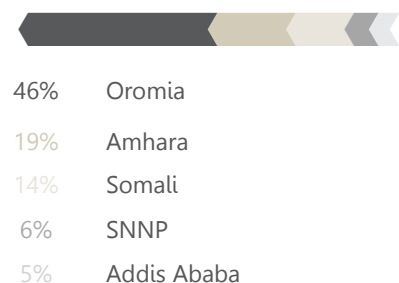 46% Oromia
19% Amhara
14% Somali
6% SNNP
5% Addis Ababa